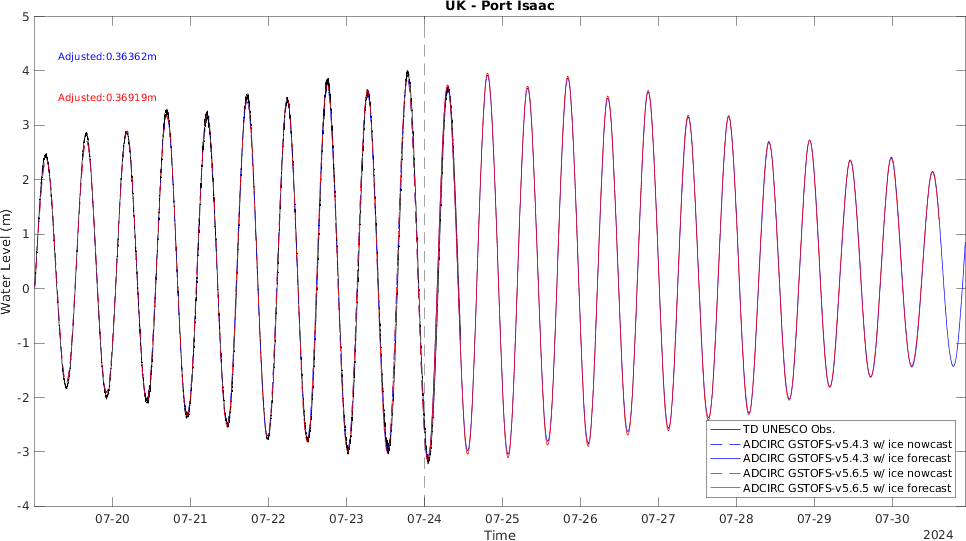 UK - Port Isaac
5
4
3
2
1
0
-1
-2
-3
-4
Water Level (m)
Adjusted:0.36362m
Adjusted:0.36919m
TD UNESCO Obs.
ADCIRC GSTOFS-v5.4.3 w/ ice nowcast
ADCIRC GSTOFS-v5.4.3 w/ ice forecast
ADCIRC GSTOFS-v5.6.5 w/ ice nowcast
ADCIRC GSTOFS-v5.6.5 w/ ice forecast
07-20 07-21 07-22 07-23 07-24 07-25 07-26 07-27 07-28 07-29 07-30
Time
2024